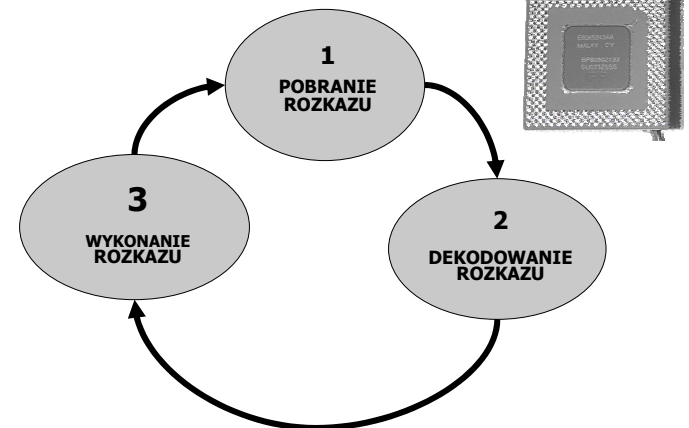 1
POBRANIE
ROZKAZU
3
WYKONANIE
ROZKAZU
2
DEKODOWANIE
ROZKAZU